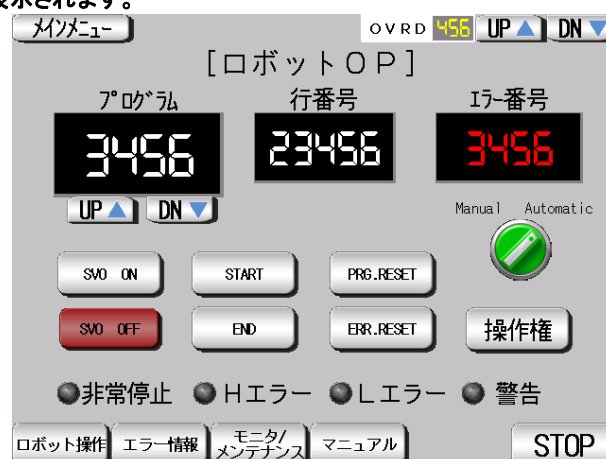 表示されます。
メインメニュー OVRD 456 UP DN
[ロボットOP]
プログラム 行番号 エラー番号
3456 23456 3456
UP DN Manual Automatic
SVO ON START PRG.RESET
SVO OFF END ERR.RESET 操作権
非常停止 Hエラー Lエラー 警告
ロボット操作 エラー情報 モニタ/ マニュアル STOP
メンテナンス